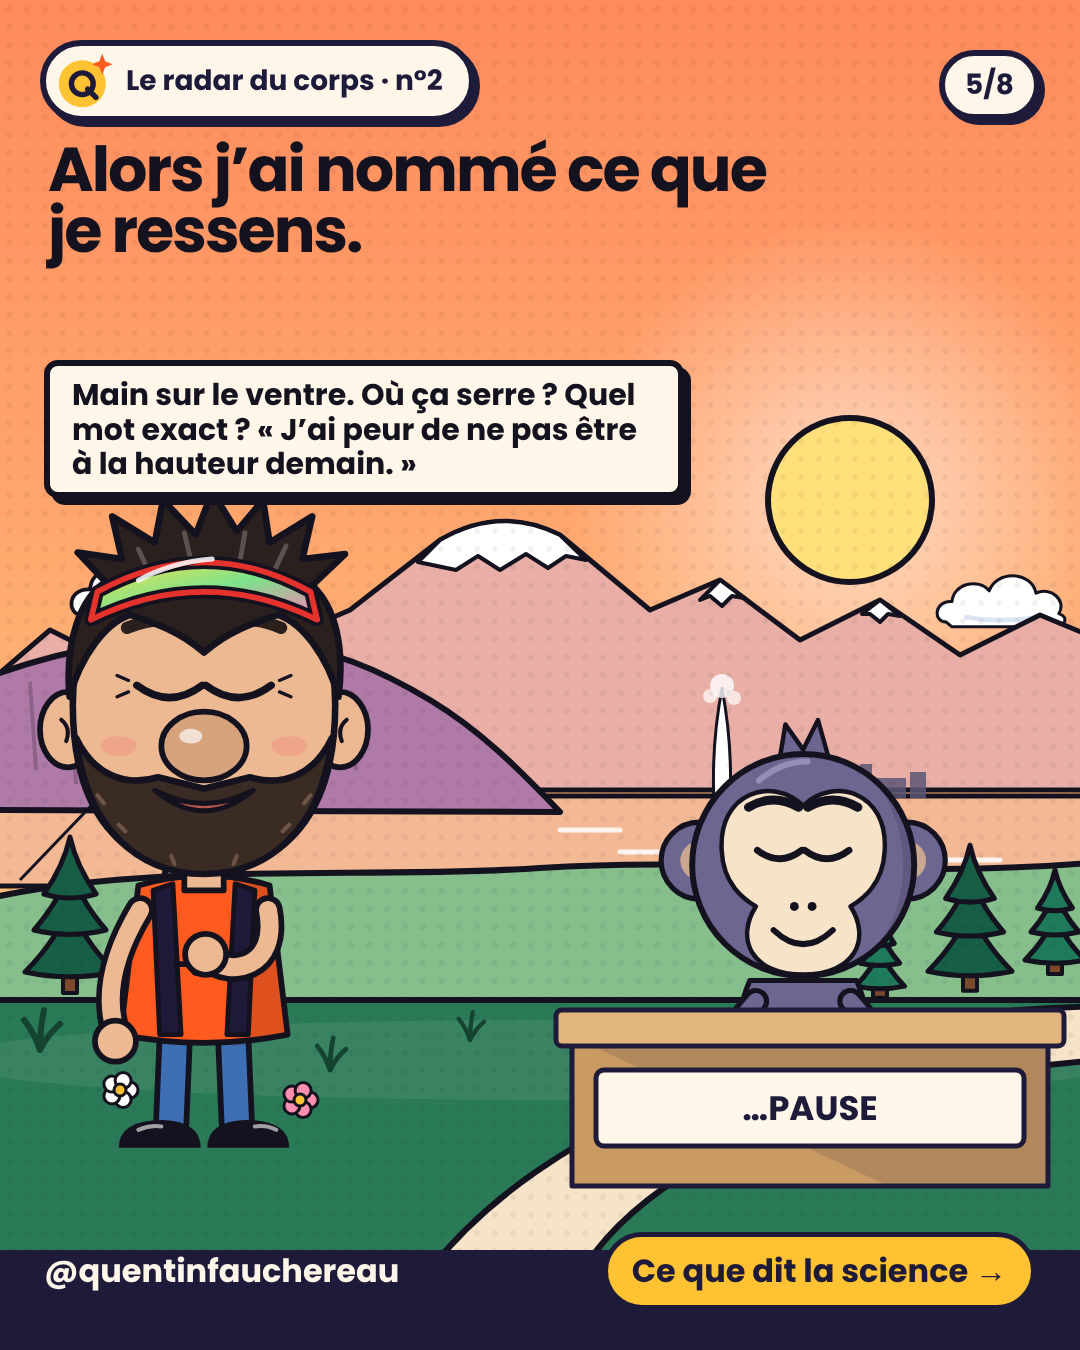 Q
Le radar du corps · n°2
5/8
Alors j’ai nommé ce que
je ressens.
Main sur le ventre. Où ça serre ? Quel
mot exact ? « J’ai peur de ne pas être
à la hauteur demain. »
...PAUSE
@quentinfauchereau
Ce que dit la science →